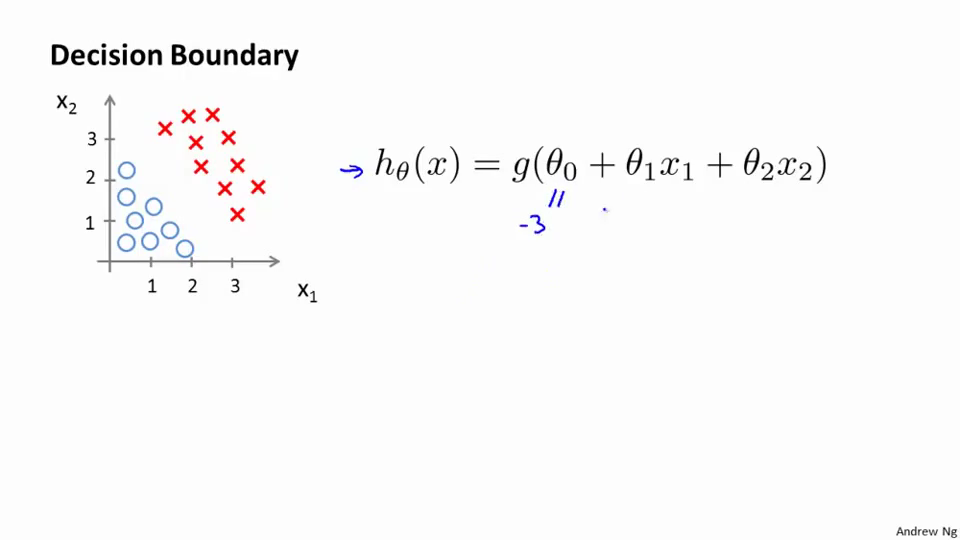 Decision Boundary
x₂
3
2
1
1 2 3
x₁
→ hθ(x) = g(θ₀ + θ₁x₁ + θ₂x₂)
||
-3
Andrew Ng